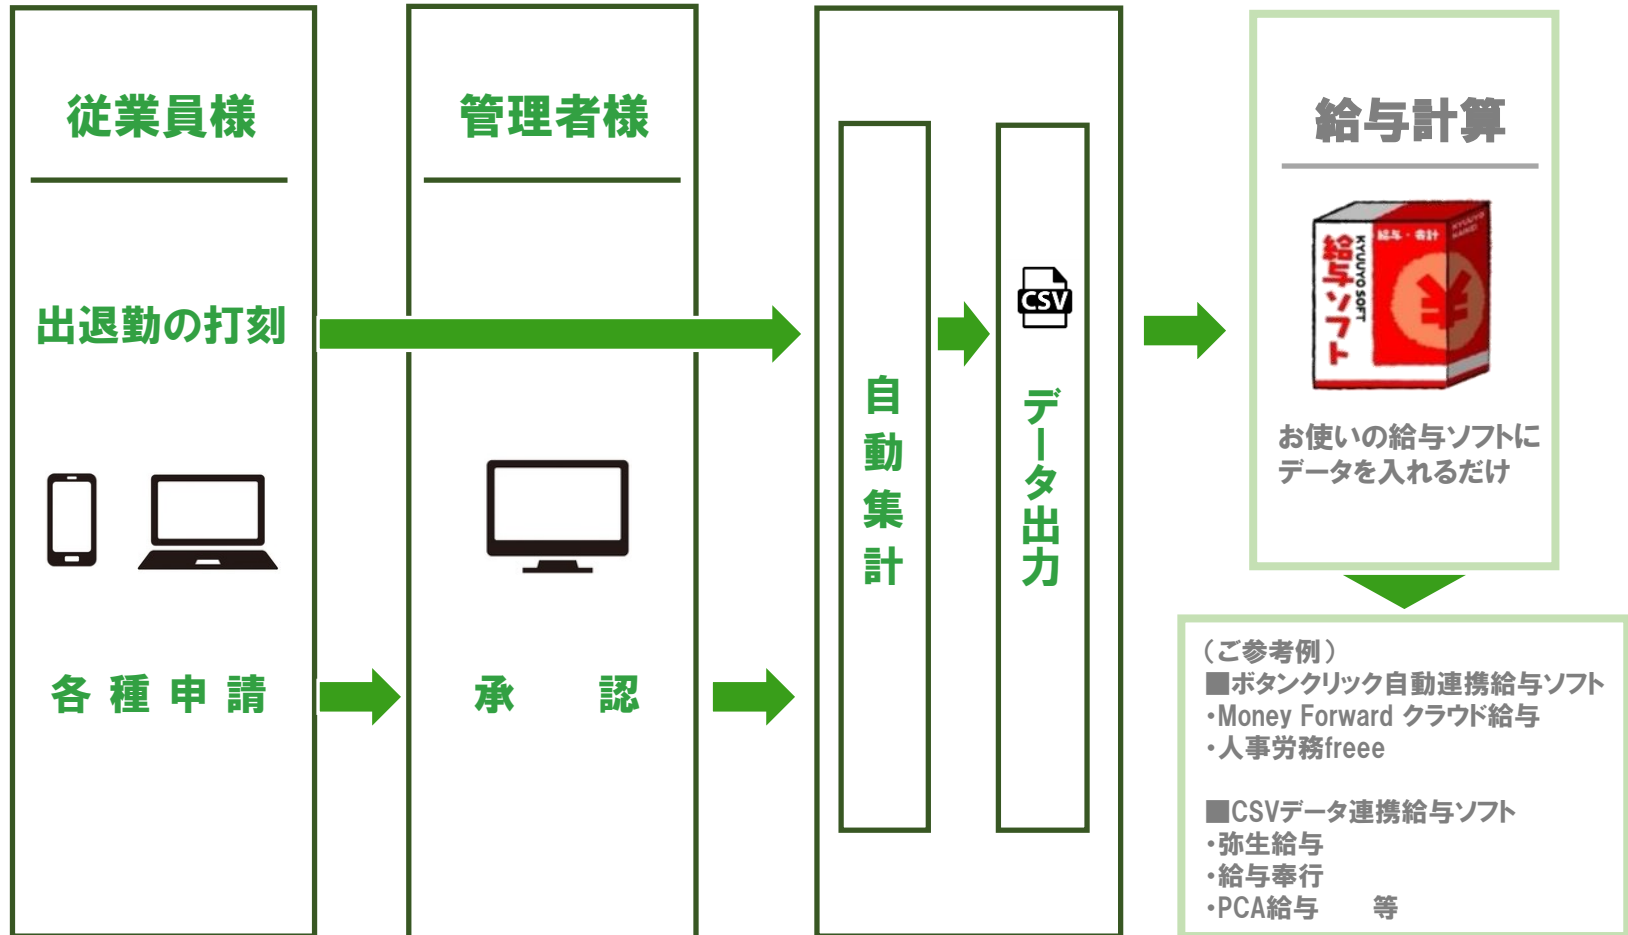 従業員様
出退勤の打刻
各種申請
管理者様
承　認
自動集計
CSV
データ出力
給与計算
給与ソフト
KYUUYO SOFT
給与・会計
KYUUYO
KAIKEI
お使いの給与ソフトに
データを入れるだけ
（ご参考例）
■ボタンクリック自動連携給与ソフト
・Money Forward クラウド給与
・人事労務freee
■CSVデータ連携給与ソフト
・弥生給与
・給与奉行
・PCA給与　等